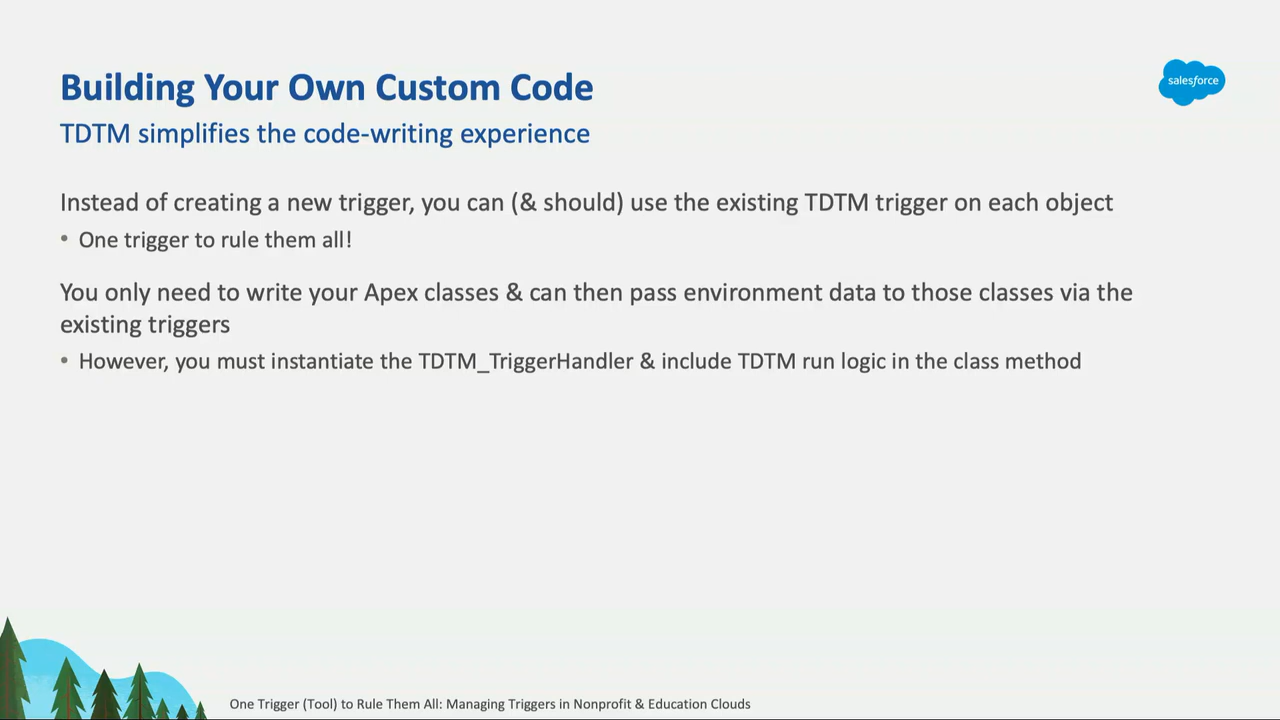 Building Your Own Custom Code
salesforce
TDTM simplifies the code-writing experience
Instead of creating a new trigger, you can (& should) use the existing TDTM trigger on each object
• One trigger to rule them all!
You only need to write your Apex classes & can then pass environment data to those classes via the
existing triggers
• However, you must instantiate the TDTM_TriggerHandler & include TDTM run logic in the class method
One Trigger (Tool) to Rule Them All: Managing Triggers in Nonprofit & Education Clouds